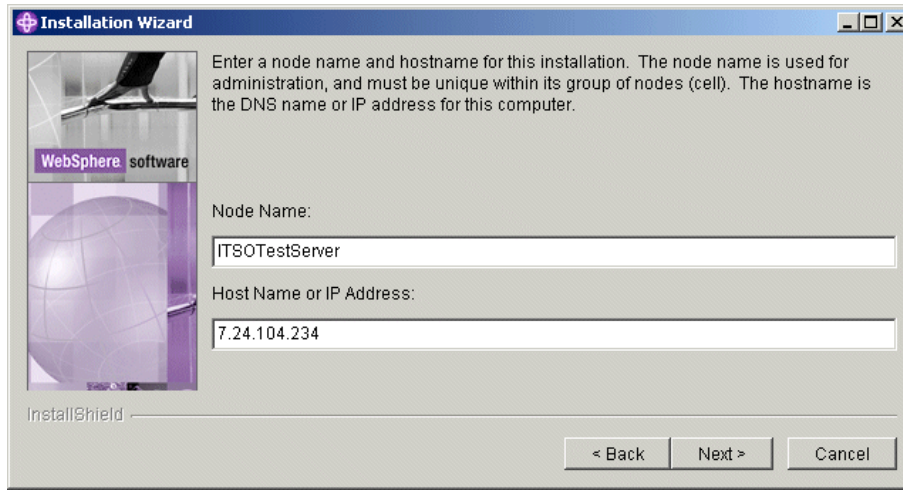 Installation Wizard
Enter a node name and hostname for this installation. The node name is used for
administration, and must be unique within its group of nodes (cell). The hostname is
the DNS name or IP address for this computer.
WebSphere software
Node Name:
ITSOTestServer
Host Name or IP Address:
7.24.104.234
InstallShield
< Back Next > Cancel